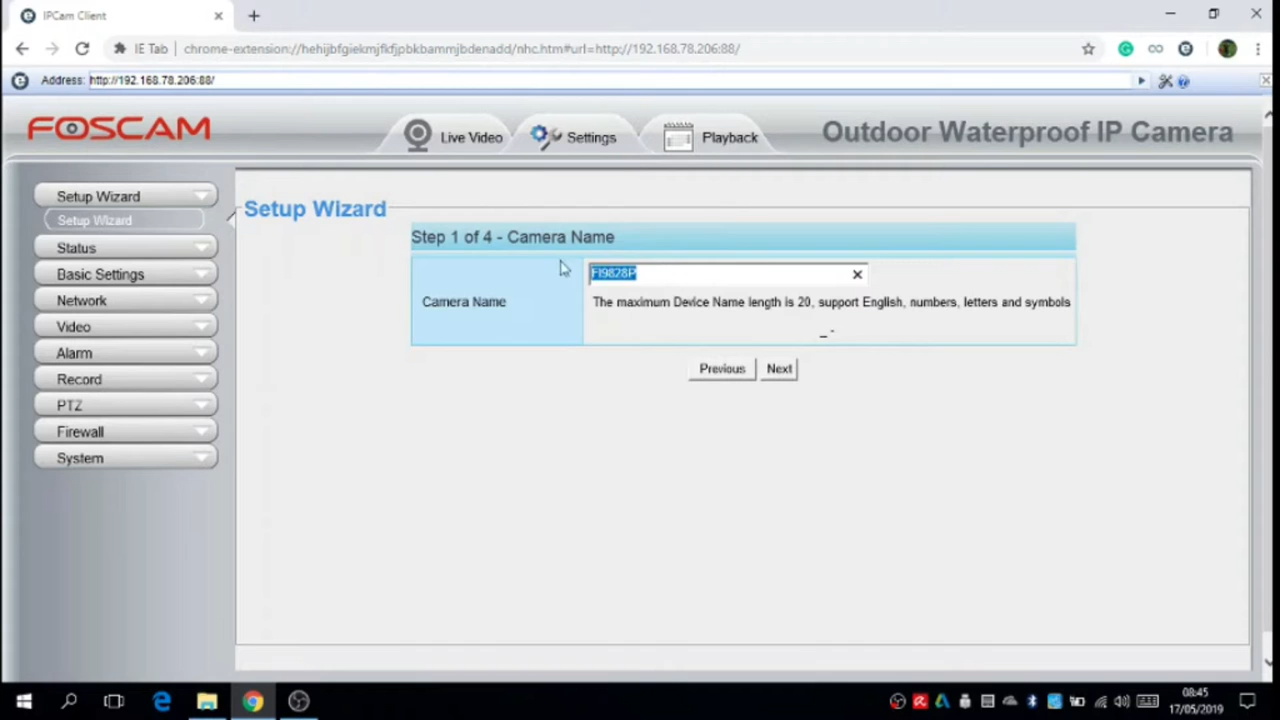 IPCam Client
IE Tab chrome-extension://hehijbfgiekmjfkfjpbkbammjbdenadd/nhc.htm#url=http://192.168.78.206:88/
Address: http://192.168.78.206:88/
FOSCAM
Live Video
Settings
Playback
Outdoor Waterproof IP Camera
Setup Wizard
Setup Wizard
Status
Basic Settings
Network
Video
Alarm
Record
PTZ
Firewall
System
Setup Wizard
Step 1 of 4 - Camera Name
Camera Name
FI9828P
The maximum Device Name length is 20, support English, numbers, letters and symbols
_ -
Previous
Next
08:45
17/05/2019